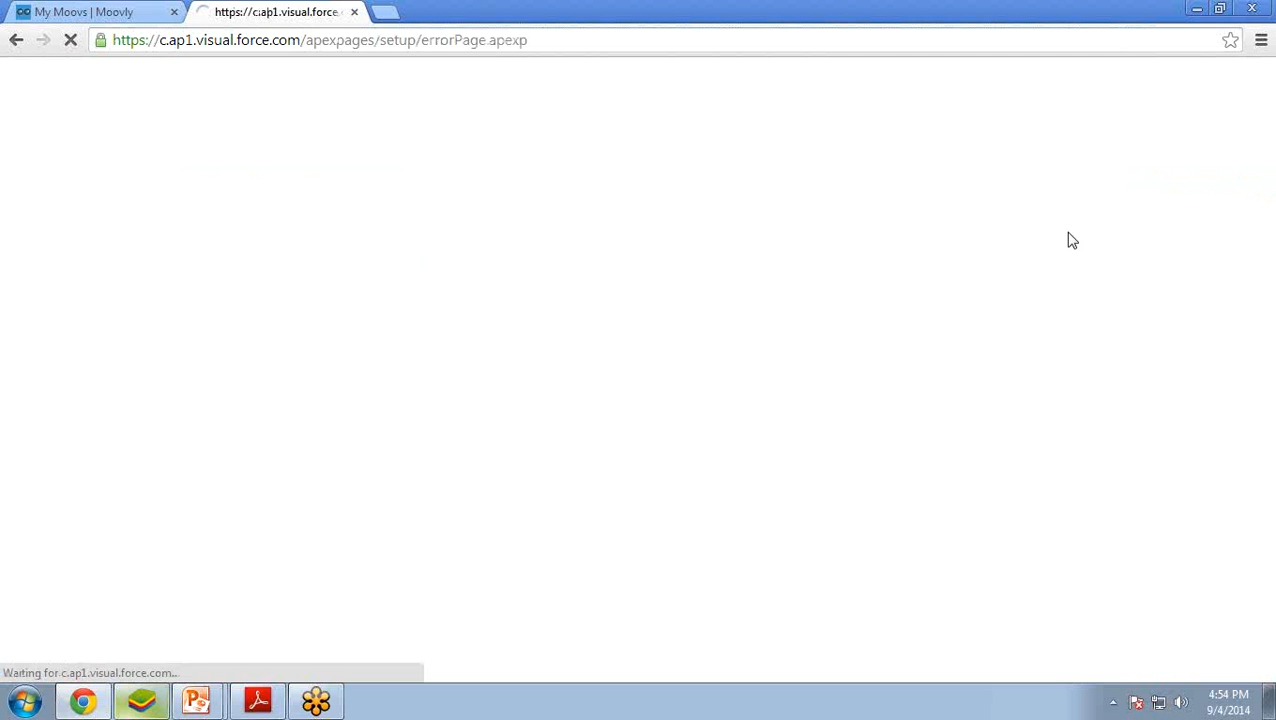 My Moovs | Moovly
https://c.ap1.visual.force.
https://c.ap1.visual.force.com/apexpages/setup/errorPage.apexp
Waiting for c.ap1.visual.force.com...
4:54 PM
9/4/2014